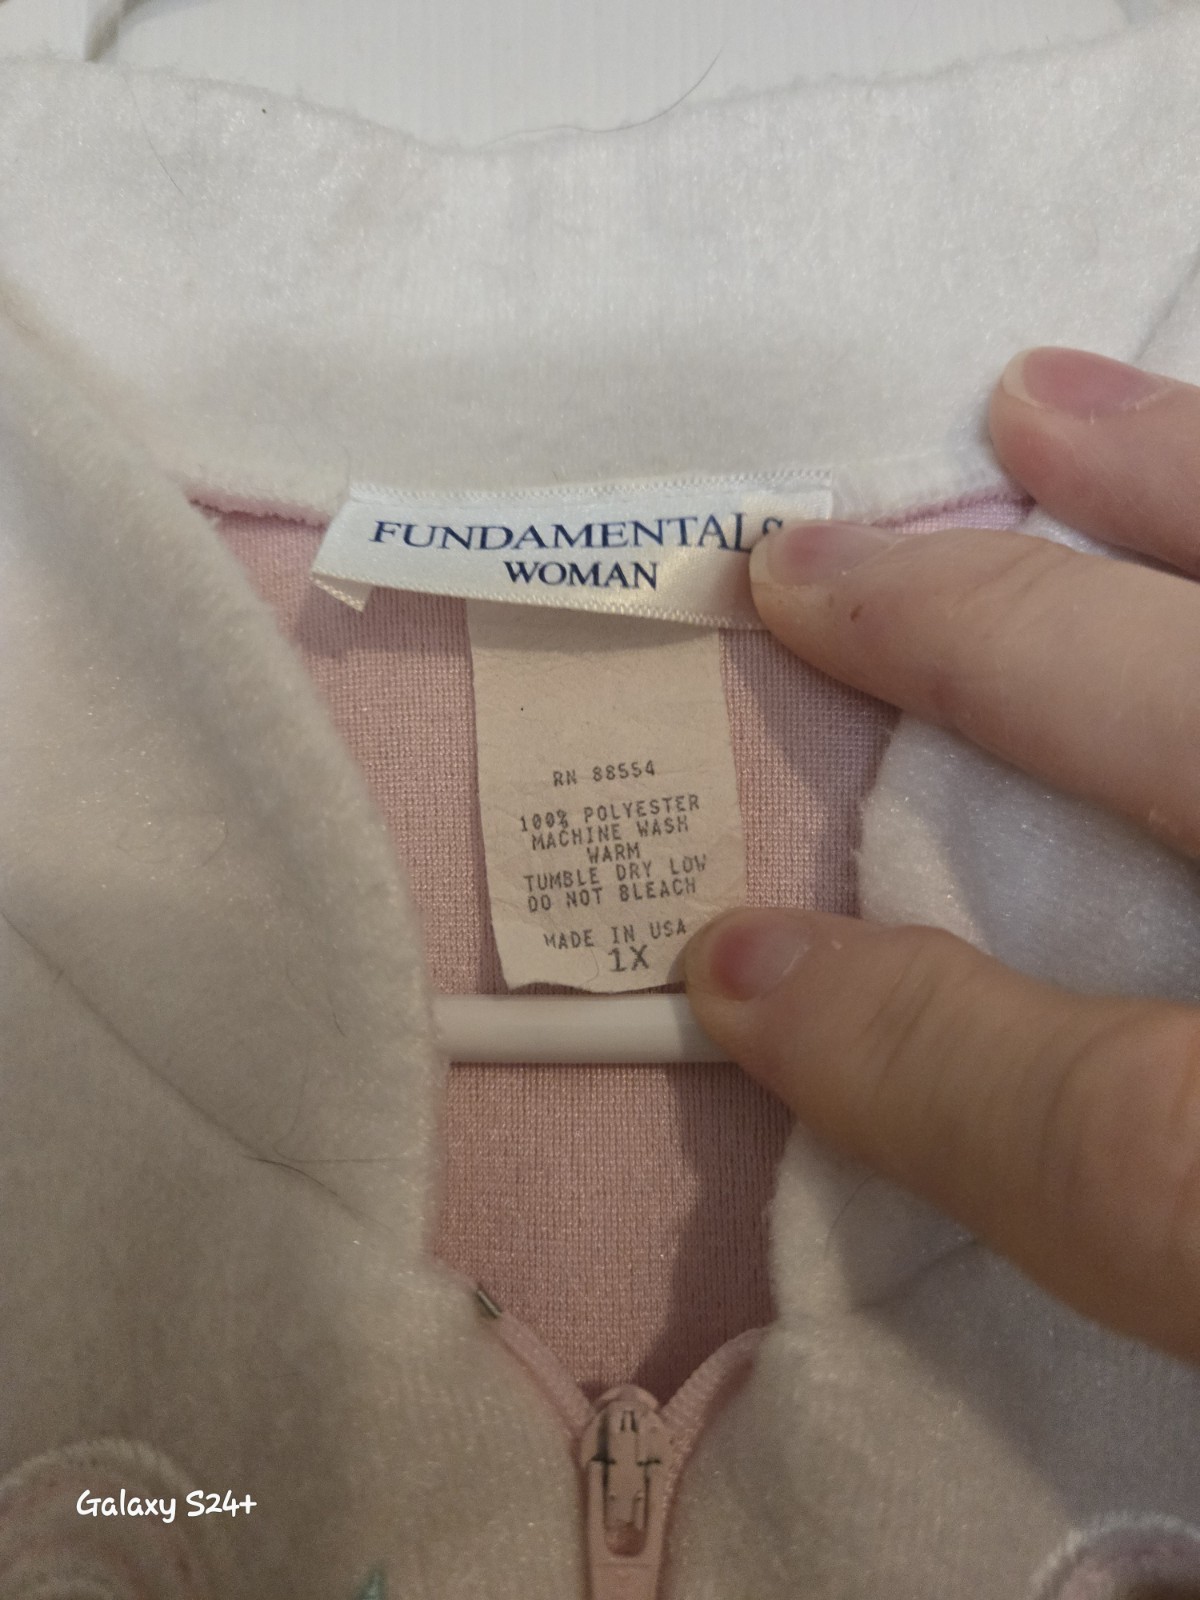 FUNDAMENTALS
WOMAN
RN 88554
100% POLYESTER
MACHINE WASH
WARM
TUMBLE DRY LOW
DO NOT BLEACH
MADE IN USA
1X
Galaxy S24+